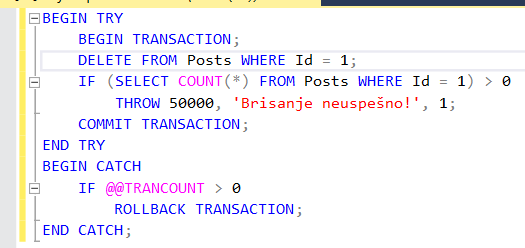 BEGIN TRY
BEGIN TRANSACTION;
DELETE FROM Posts WHERE Id = 1;
IF (SELECT COUNT(*) FROM Posts WHERE Id = 1) > 0
THROW 50000, 'Brisanje neuspešno!', 1;
COMMIT TRANSACTION;
END TRY
BEGIN CATCH
IF @@TRANCOUNT > 0
ROLLBACK TRANSACTION;
END CATCH;